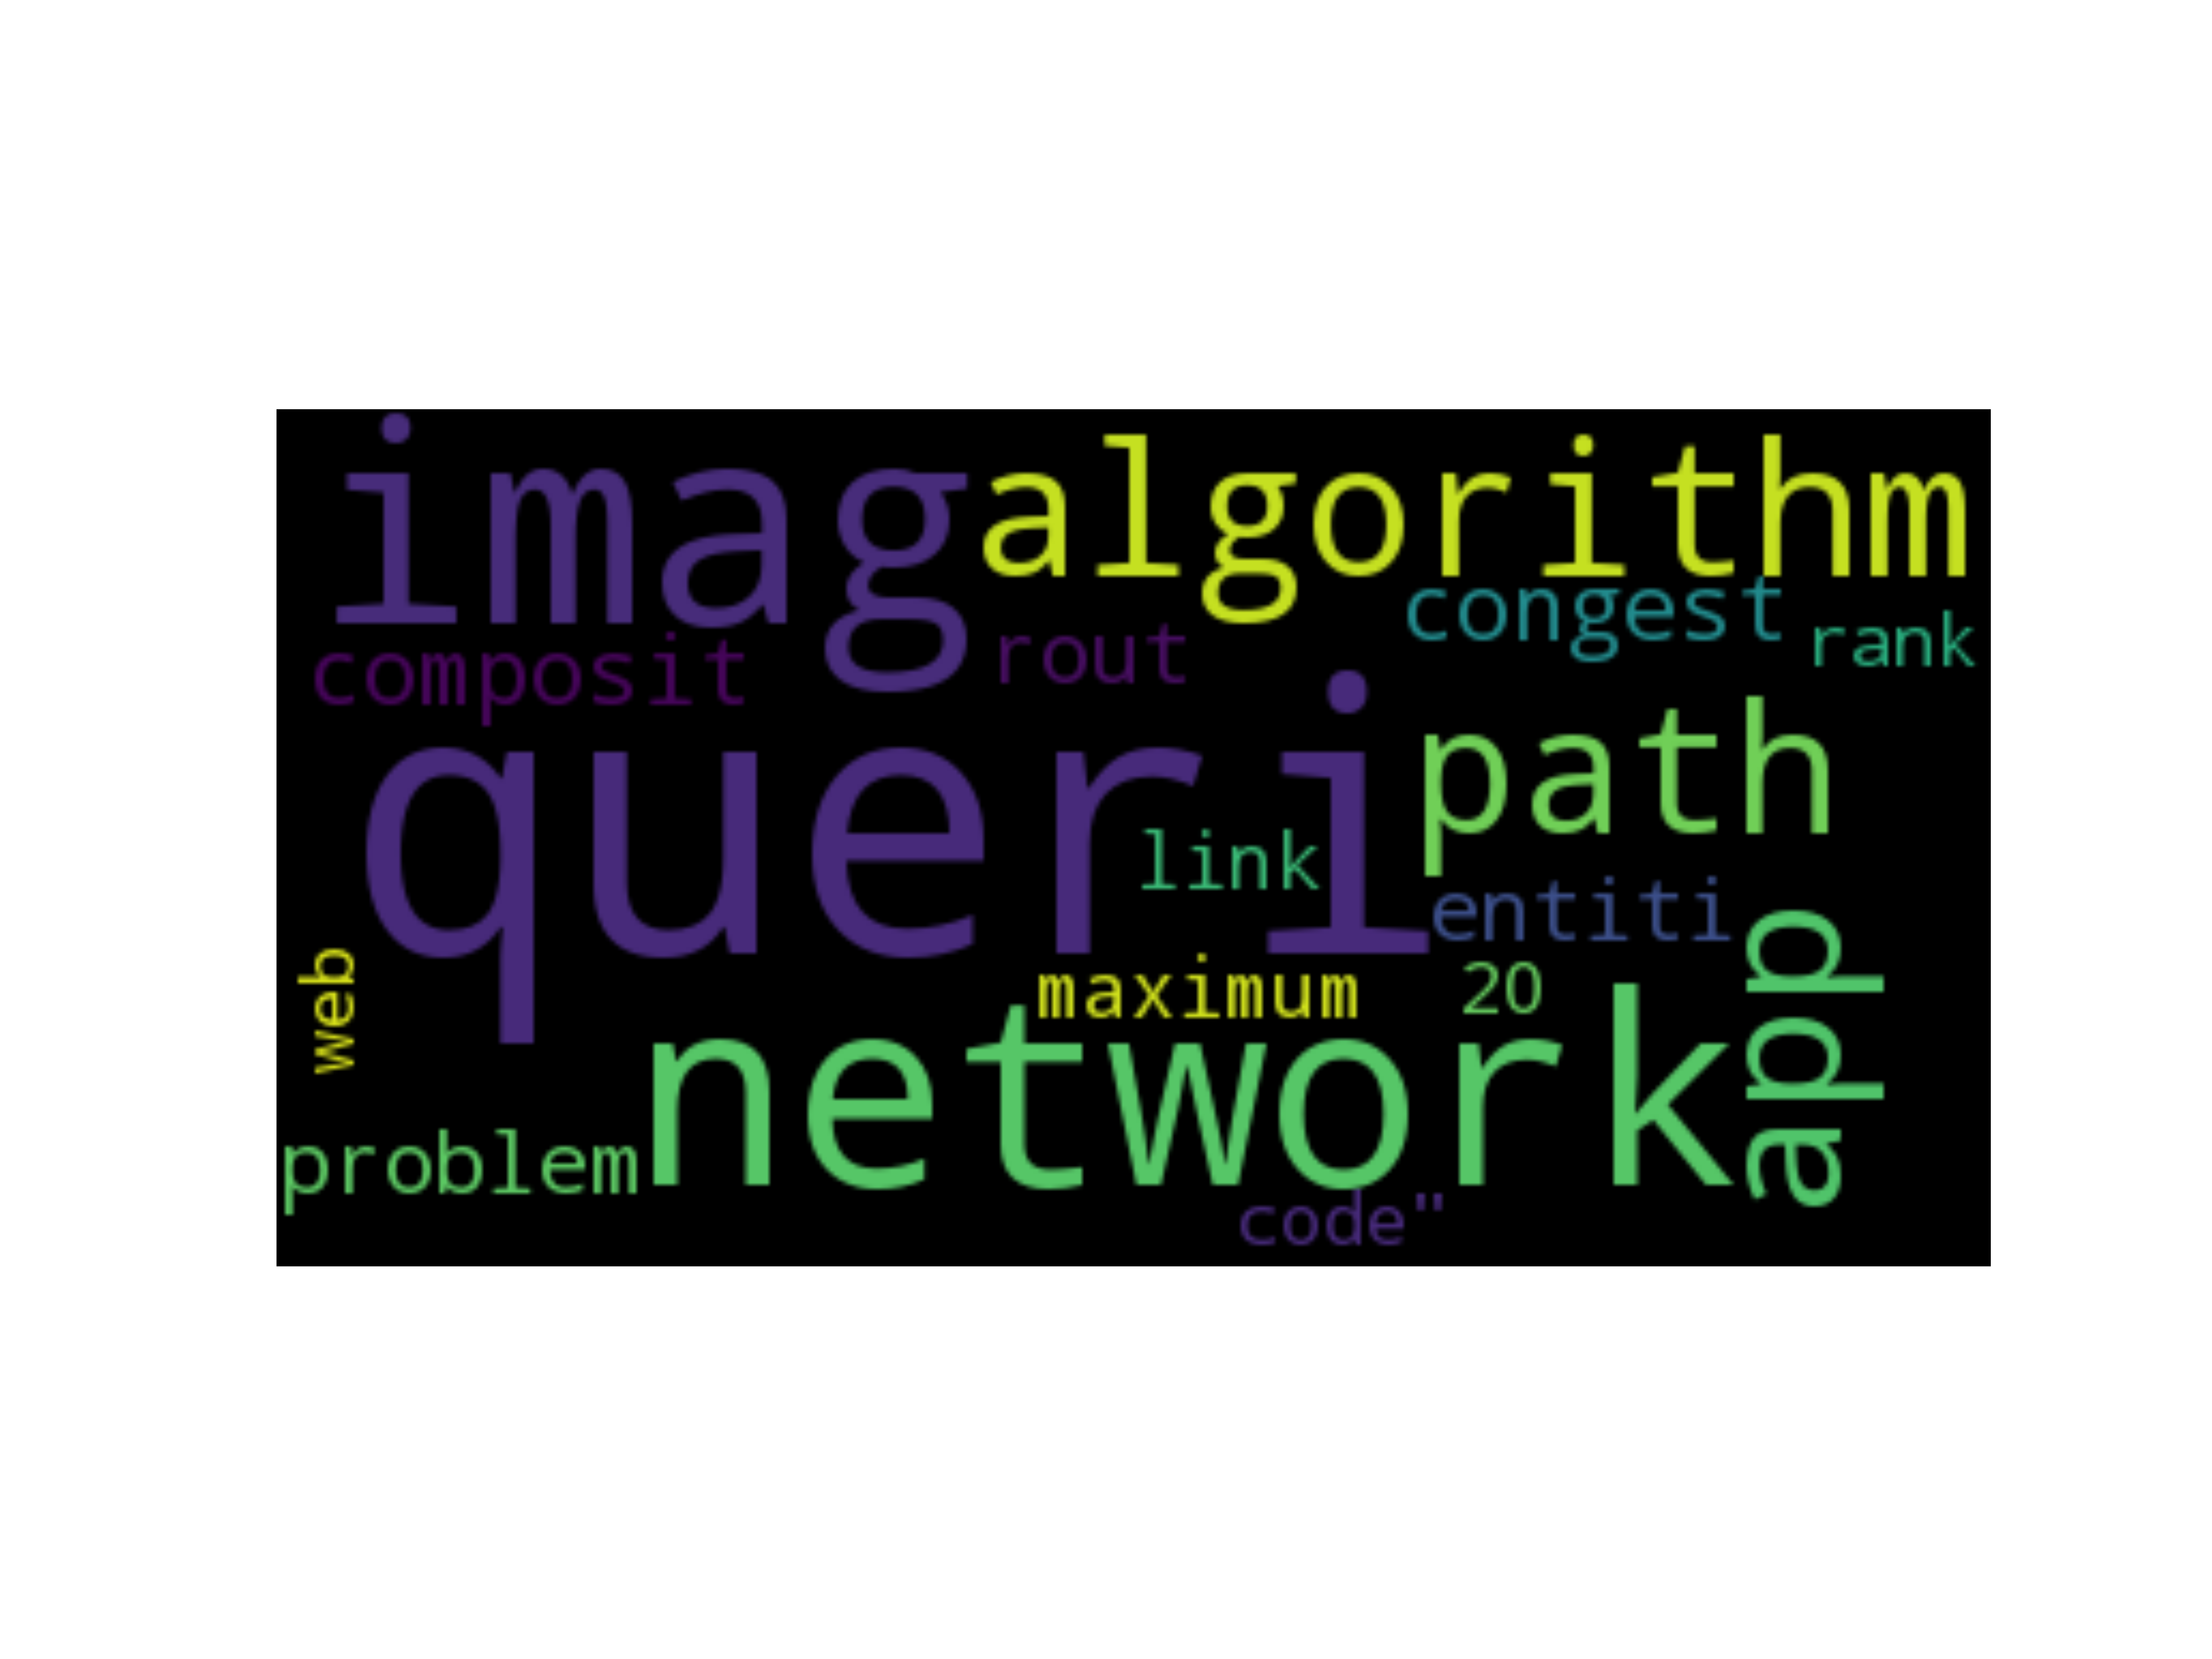 imag
algorithm
congest
rank
composit
rout
queri
path
link
entiti
web
maximum
20
app
network
problem
code"